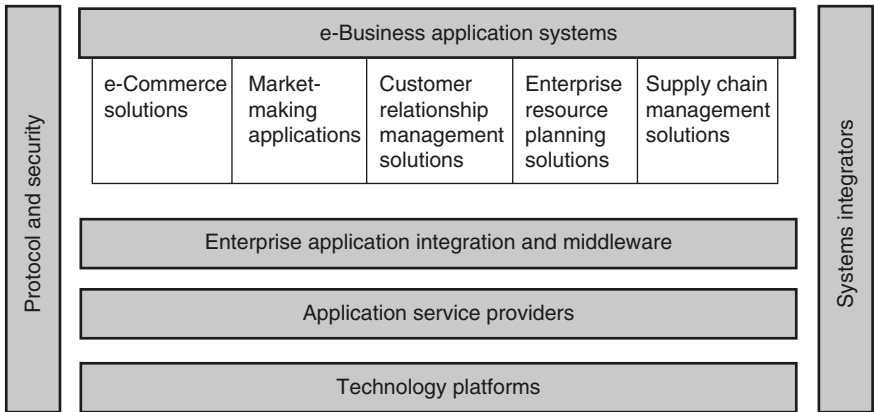 Protocol and security
e-Business application systems
e-Commerce
solutions
Market-
making
applications
Customer
relationship
management
solutions
Enterprise
resource
planning
solutions
Supply chain
management
solutions
Enterprise application integration and middleware
Application service providers
Technology platforms
Systems integrators